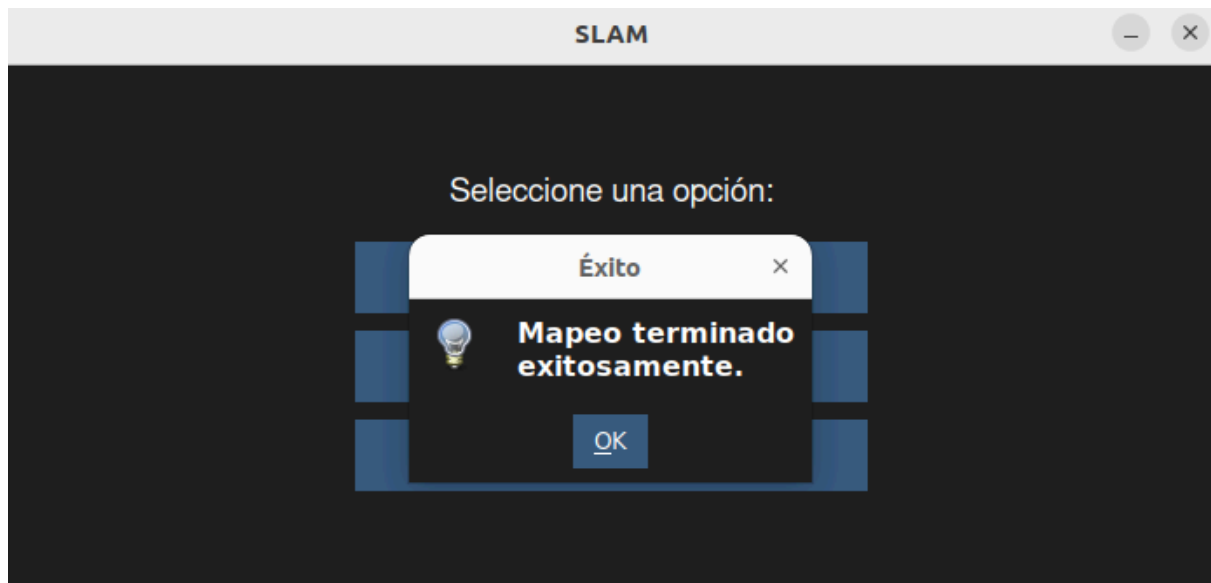 SLAM
Seleccione una opción:
Éxito
Mapeo terminado
exitosamente.
OK